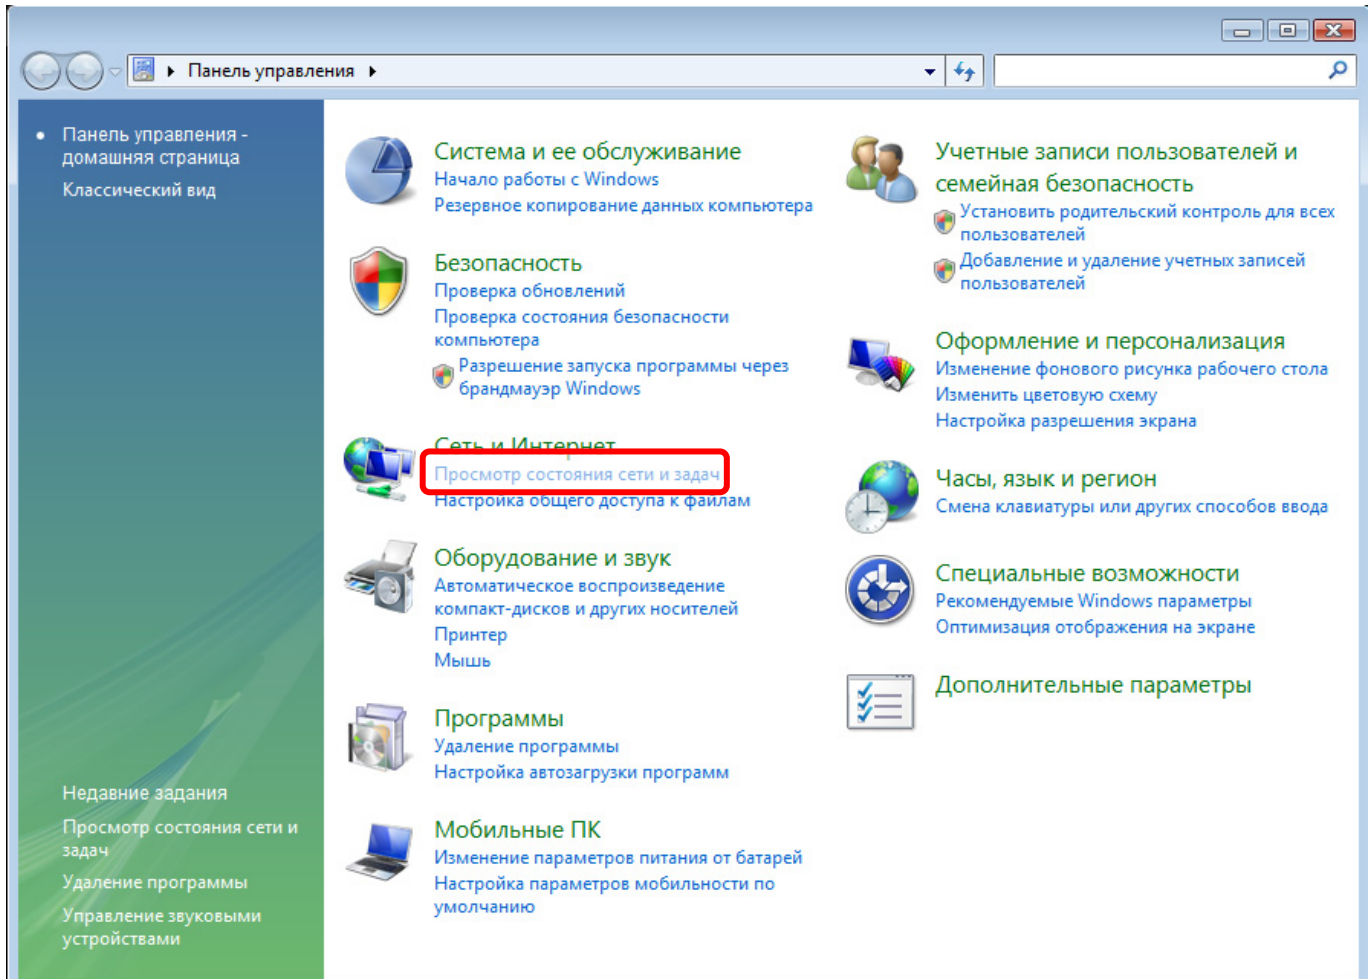 Панель управления
Панель управления -
домашняя страница
Классический вид
Недавние задания
Просмотр состояния сети и
задач
Удаление программы
Управление звуковыми
устройствами
Система и ее обслуживание
Начало работы с Windows
Резервное копирование данных компьютера
Безопасность
Проверка обновлений
Проверка состояния безопасности
компьютера
Разрешение запуска программы через
брандмауэр Windows
Сеть и Интернет
Просмотр состояния сети и задач
Настройка общего доступа к файлам
Оборудование и звук
Автоматическое воспроизведение
компакт-дисков и других носителей
Принтер
Мышь
Программы
Удаление программы
Настройка автозагрузки программ
Мобильные ПК
Изменение параметров питания от батарей
Настройка параметров мобильности по
умолчанию
Учетные записи пользователей и
семейная безопасность
Установить родительский контроль для всех
пользователей
Добавление и удаление учетных записей
пользователей
Оформление и персонализация
Изменение фонового рисунка рабочего стола
Изменить цветовую схему
Настройка разрешения экрана
Часы, язык и регион
Смена клавиатуры или других способов ввода
Специальные возможности
Рекомендуемые Windows параметры
Оптимизация отображения на экране
Дополнительные параметры